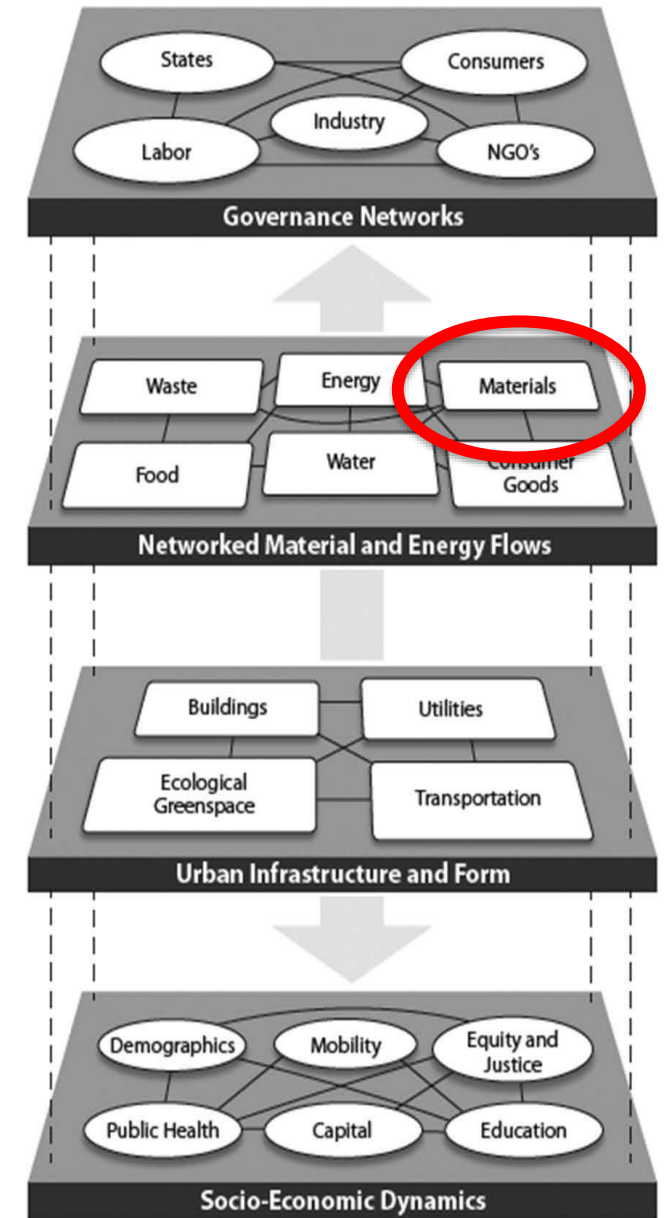 States
Consumers
Industry
Labor
NGO's
Governance Networks
Waste
Energy
Materials
Food
Water
Consumer
Goods
Networked Material and Energy Flows
Buildings
Utilities
Ecological
Greenspace
Transportation
Urban Infrastructure and Form
Demographics
Mobility
Equity and
Justice
Public Health
Capital
Education
Socio-Economic Dynamics